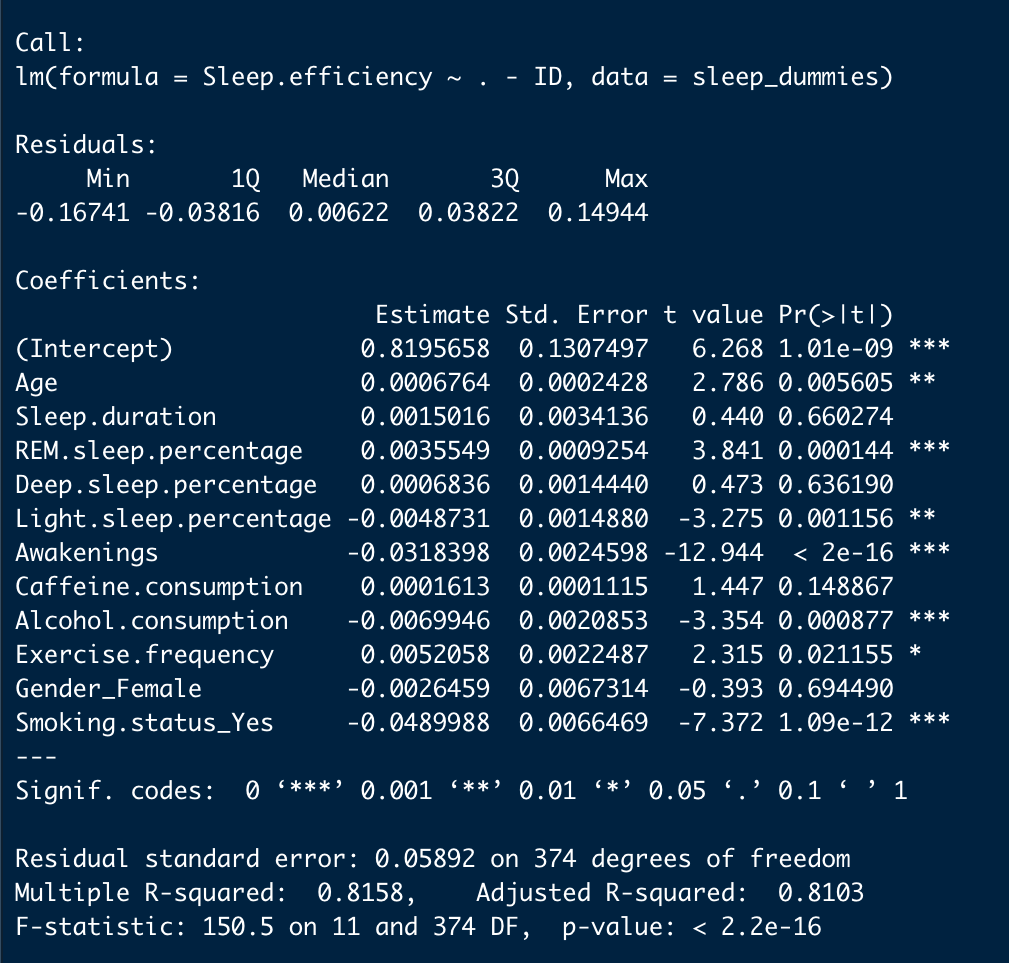 Call:
lm(formula = Sleep.efficiency ~ . - ID, data = sleep_dummies)
Residuals:
     Min       1Q   Median       3Q      Max
-0.16741 -0.03816  0.00622  0.03822  0.14944
Coefficients:
                         Estimate Std. Error t value Pr(>|t|)
(Intercept)             0.8195658  0.1307497   6.268 1.01e-09 ***
Age                     0.0006764  0.0002428   2.786 0.005605 **
Sleep.duration          0.0015016  0.0034136   0.440 0.660274
REM.sleep.percentage    0.0035549  0.0009254   3.841 0.000144 ***
Deep.sleep.percentage   0.0006836  0.0014440   0.473 0.636190
Light.sleep.percentage -0.0048731  0.0014880  -3.275 0.001156 **
Awakenings             -0.0318398  0.0024598 -12.944  < 2e-16 ***
Caffeine.consumption    0.0001613  0.0001115   1.447 0.148867
Alcohol.consumption    -0.0069946  0.0020853  -3.354 0.000877 ***
Exercise.frequency      0.0052058  0.0022487   2.315 0.021155 *
Gender_Female          -0.0026459  0.0067314  -0.393 0.694490
Smoking.status_Yes     -0.0489988  0.0066469  -7.372 1.09e-12 ***
---
Signif. codes:  0 ‘***’ 0.001 ‘**’ 0.01 ‘*’ 0.05 ‘.’ 0.1 ‘ ’ 1
Residual standard error: 0.05892 on 374 degrees of freedom
Multiple R-squared:  0.8158,	Adjusted R-squared:  0.8103
F-statistic: 150.5 on 11 and 374 DF,  p-value: < 2.2e-16